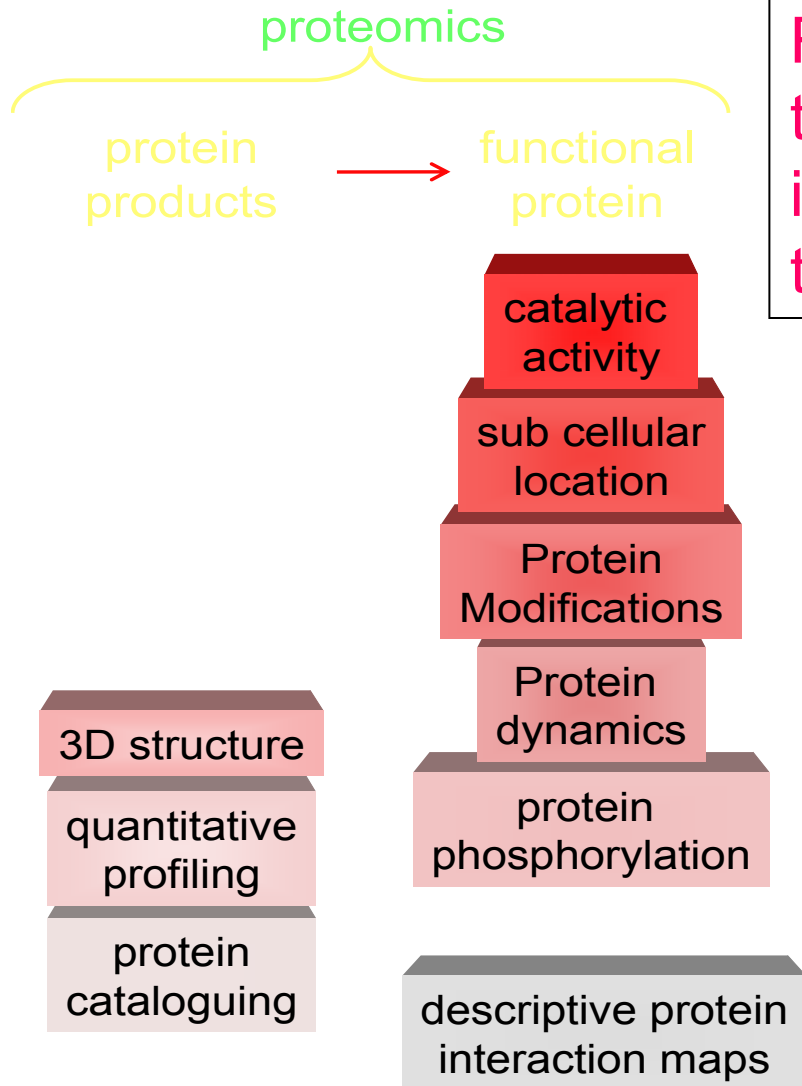 proteomics
protein
products
functional
protein
catalytic
activity
sub cellular
location
Protein
Modifications
Protein
dynamics
protein
phosphorylation
descriptive protein
interaction maps
3D structure
quantitative
profiling
protein
cataloguing